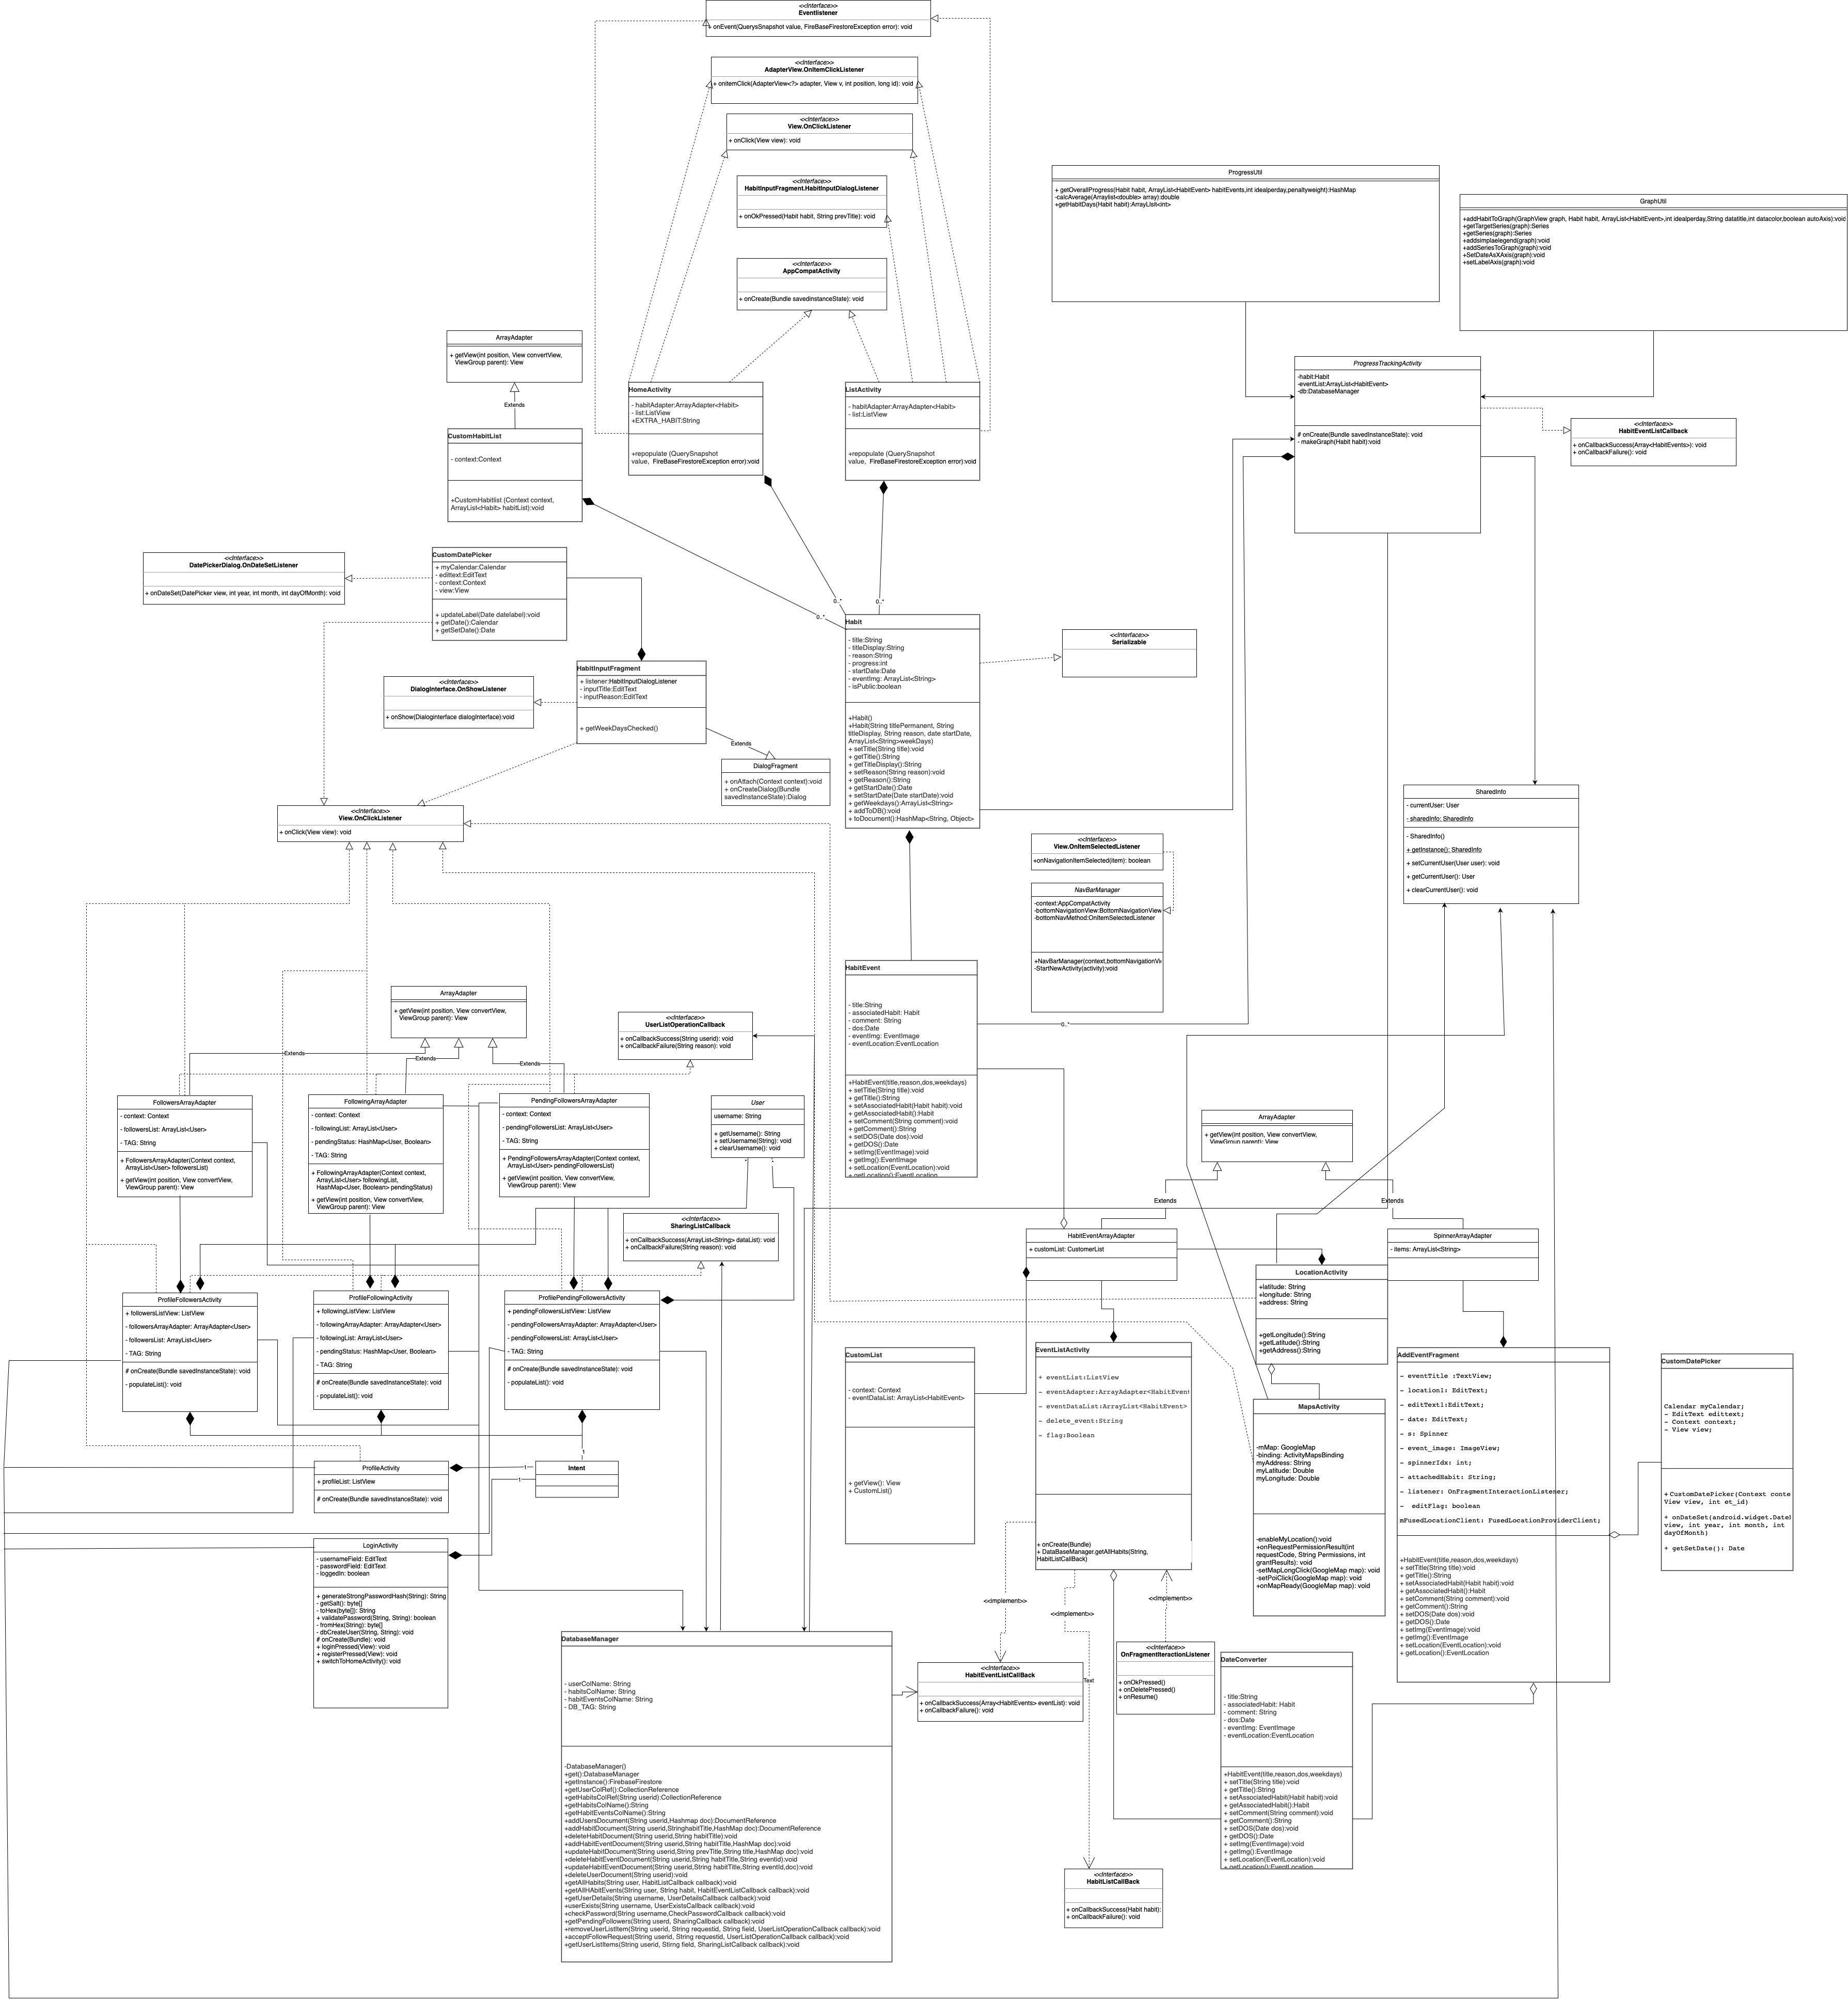 <<Interface>>
Eventlistener
+ onEvent(QuerysSnapshot value, FireBaseFirestoreException error): void
<<Interface>>
AdapterView.OnItemClickListener
+ onitemClick(AdapterView<?> adapter, View v, int position, long id): void
<<Interface>>
View.OnClickListener
+ onClick(View view): void
<<Interface>>
HabitInputFragment.HabitInputDialogListener
+ onOkPressed(Habit habit, String prevTitle): void
<<Interface>>
AppCompatActivity
+ onCreate(Bundle savedinstanceState): void
ProgressUtil
+ getOverallProgress(Habit habit, ArrayList<HabitEvent> habitEvents,int idealperday,penaltyweight):HashMap
-calcAverage(Arraylist<double> array):double
+getHabitDays(Habit habit):ArrayList<int>
GraphUtil
+addHabitToGraph(GraphView graph, Habit habit, ArrayList<HabitEvent>,int idealperday,String datatitle,int datacolor,boolean autoAxis):void
+getTargetSeries(graph):Series
+getSeries(graph):Series
+addsimplaelegend(graph):void
+addSeriesToGraph(graph):void
+SetDateAsXAxis(graph):void
+setLabelAxis(graph):void
ArrayAdapter
+ getView(int position, View convertView,
ViewGroup parent): View
Extends
CustomHabitList
- context:Context
+CustomHabitlist (Context context,
ArrayList<Habit> habitList):void
HomeActivity
- habitAdapter:ArrayAdapter<Habit>
- list:ListView
+EXTRA_HABIT:String
+repopulate (QuerySnapshot
value, FireBaseFirestoreException error):void
ListActivity
- habitAdapter:ArrayAdapter<Habit>
- list:ListView
+repopulate (QuerySnapshot
value, FireBaseFirestoreException error):void
ProgressTrackingActivity
-habit:Habit
-eventList:ArrayList<HabitEvent>
-db:DatabaseManager
# onCreate(Bundle savedInstanceState): void
- makeGraph(Habit habit):void
<<Interface>>
HabitEventListCallback
+ onCallbackSuccess(Array<HabitEvents>): void
+ onCallbackFailure(): void
<<Interface>>
DatePickerDialog.OnDateSetListener
+ onDateSet(DatePicker view, int year, int month, int dayOfMonth): void
CustomDatePicker
+ myCalendar:Calendar
- edittext:EditText
- context:Context
- view:View
+ updateLabel(Date datelabel):void
+ getDate():Calendar
+ getSetDate():Date
0..*
0..*
0..*
HabitInputFragment
+ listener:HabitInputDialogListener
- inputTitle:EditText
- inputReason:EditText
+ getWeekDaysChecked()
<<Interface>>
DialogInterface.OnShowListener
+ onShow(Dialoginterface dialogInterface):void
Extends
DialogFragment
+ onAttach(Context context):void
+ onCreateDialog(Bundle
savedInstanceState):Dialog
Habit
- title:String
- titleDisplay:String
- reason:String
- progress:int
- startDate:Date
- eventImg: ArrayList<String>
- isPublic:boolean
+Habit()
+Habit(String titlePermanent, String
titleDisplay, String reason, date startDate,
ArrayList<String>weekDays)
+ setTitle(String title):void
+ getTitle():String
+ getTitleDisplay():String
+ setReason(String reason):void
+ getReason():String
+ getStartDate():Date
+ setStartDate(Date startDate):void
+ getWeekdays():ArrayList<String>
+ addToDB():void
+ toDocument():HashMap<String, Object>
<<Interface>>
Serializable
<<Interface>>
View.OnClickListener
+ onClick(View view): void
SharedInfo
- currentUser: User
- sharedInfo: SharedInfo
- SharedInfo()
+ getInstance(): SharedInfo
+ setCurrentUser(User user): void
+ getCurrentUser(): User
+ clearCurrentUser(): void
<<Interface>>
View.OnItemSelectedListener
+onNavigationItemSelected(item): boolean
NavBarManager
-context:AppCompatActivity
-bottomNavigationView:BottomNavigationView
-bottomNavMethod:OnItemSelectedListener
+NavBarManager(context,bottomNavigationVi
-StartNewActivity(activity):void
HabitEvent
- title:String
- associatedHabit: Habit
- comment: String
- dos:Date
- eventImg: EventImage
- eventLocation:EventLocation
+HabitEvent(title,reason,dos,weekdays)
+ setTitle(String title):void
+ getTitle():String
+ setAssociatedHabit(Habit habit):void
+ getAssociatedHabit():Habit
+ setComment(String comment):void
+ getComment():String
+ setDOS(Date dos):void
+ getDOS():Date
+ setImg(EventImage):void
+ getImg():EventImage
+ setLocation(EventLocation):void
+ getLocation():EventLocation
0..*
ArrayAdapter
+ getView(int position, View convertView,
ViewGroup parent): View
Extends
Extends
Extends
<<Interface>>
UserListOperationCallback
+ onCallbackSuccess(String userid): void
+ onCallbackFailure(String reason): void
FollowersArrayAdapter
- context: Context
- followersList: ArrayList<User>
- TAG: String
+ FollowersArrayAdapter(Context context,
ArrayList<User> followersList)
+ getView(int position, View convertView,
ViewGroup parent): View
FollowingArrayAdapter
- context: Context
- followingList: ArrayList<User>
- pendingStatus: HashMap<User, Boolean>
- TAG: String
+ FollowingArrayAdapter(Context context,
ArrayList<User> followingList,
HashMap<User, Boolean> pendingStatus)
+ getView(int position, View convertView,
ViewGroup parent): View
PendingFollowersArrayAdapter
- context: Context
- pendingFollowersList: ArrayList<User>
- TAG: String
+ PendingFollowersArrayAdapter(Context context,
ArrayList<User> pendingFollowersList)
+ getView(int position, View convertView,
ViewGroup parent): View
User
username: String
+ getUsername(): String
+ setUsername(String): void
+ clearUsername(): void
*
*
ArrayAdapter
+ getView(int position, View convertView,
ViewGroup parent): View
Extends
Extends
<<Interface>>
SharingListCallback
+ onCallbackSuccess(ArrayList<String> dataList): void
+ onCallbackFailure(String reason): void
HabitEventArrayAdapter
+ customList: CustomerList
SpinnerArrayAdapter
- items: ArrayList<String>
LocationActivity
+latitude: String
+longitude: String
+address: String
+getLongitude():String
+getLatitude():String
+getAddress():String
ProfileFollowersActivity
+ followersListView: ListView
- followersArrayAdapter: ArrayAdapter<User>
- followersList: ArrayList<User>
- TAG: String
# onCreate(Bundle savedInstanceState): void
- populateList(): void
ProfileFollowingActivity
+ followingListView: ListView
- followingArrayAdapter: ArrayAdapter<User>
- followingList: ArrayList<User>
- pendingStatus: HashMap<User, Boolean>
- TAG: String
# onCreate(Bundle savedInstanceState): void
- populateList(): void
ProfilePendingFollowersActivity
+ pendingFollowersListView: ListView
- pendingFollowersArrayAdapter: ArrayAdapter<User>
- pendingFollowersList: ArrayList<User>
- TAG: String
# onCreate(Bundle savedInstanceState): void
- populateList(): void
CustomList
- context: Context
- eventDataList: ArrayList<HabitEvent>
+ getView(): View
+ CustomList()
EventListActivity
+ eventList:ListView
- eventAdapter:ArrayAdapter<HabitEvent
- eventDataList:ArrayList<HabitEvent>
- delete_event:String
- flag:Boolean
+ onCreate(Bundle)
+ DataBaseManager.getAllHabits(String,
HabitListCallback)
MapsActivity
-mMap: GoogleMap
-binding: ActivityMapsBinding
myAddress: String
myLatitude: Double
myLongitude: Double
-enableMyLocation():void
+onRequestPermissionResult(int
requestCode, String Permissions, int
grantResults): void
-setMapLongClick(GoogleMap map): void
-setPoiClick(GoogleMap map): void
+onMapReady(GoogleMap map): void
AddEventFragment
- eventTitle :TextView;
- location1: EditText;
- editText1:EditText;
- date: EditText;
- s: Spinner
- event_image: ImageView;
- spinnerIdx: int;
- attachedHabit: String;
- listener: OnFragmentInteractionListener;
- editFlag: boolean
mFusedLocationClient: FusedLocationProviderClient;
+HabitEvent(title,reason,dos,weekdays)
+ setTitle(String title):void
+ getTitle():String
+ setAssociatedHabit(Habit habit):void
+ getAssociatedHabit():Habit
+ setComment(String comment):void
+ getComment():String
+ setDOS(Date dos):void
+ getDOS():Date
+ setImg(EventImage):void
+ getImg():EventImage
+ setLocation(EventLocation):void
+ getLocation():EventLocation
CustomDatePicker
Calendar myCalendar;
- EditText edittext;
- Context context;
- View view;
+ CustomDatePicker(Context conte
View view, int et_id)
+ onDateSet(android.widget.DateP
view, int year, int month, int
dayOfMonth)
+ getSetDate(): Date
1
ProfileActivity
+ profileList: ListView
# onCreate(Bundle savedInstanceState): void
1
1
Intent
LoginActivity
- usernameField: EditText
- passwordField: EditText
- loggedIn: boolean
+ generateStrongPasswordHash(String): String
- getSalt(): byte[]
- toHex(byte[]): String
+ validatePassword(String, String): boolean
- fromHex(String): byte[]
- dbCreateUser(String, String): void
# onCreate(Bundle): void
+ loginPressed(View): void
+ registerPressed(View): void
+ switchToHomeActivity(): void
<<Implement>>
<<Implement>>
<<Implement>>
DatabaseManager
- userColName: String
- habitsColName: String
- habitEventsColName: String
- DB_TAG: String
-DatabaseManager()
+get():DatabaseManager
+getInstance():FirebaseFirestore
+getUserColRef():CollectionReference
+getHabitsColRef(String userid):CollectionReference
+getHabitsColName():String
+getHabitEventsColName():String
+addUsersDocument(String userid,Hashmap doc):DocumentReference
+addHabitDocument(String userid,StringhabitTitle,HashMap doc):DocumentReference
+deleteHabitDocument(String userid,String habitTitle):void
+addHabitEventDocument(String userid,String habitTitle,HashMap doc):void
+updateHabitDocument(String userid,String prevTitle,String title,HashMap doc):void
+deleteHabitEventDocument(String userid,String habitTitle,String eventid):void
+updateHabitEventDocument(String userid,String habitTitle,String eventId,doc):void
+deleteUserDocument(String userid):void
+getAllHabits(String user, HabitListCallback callback):void
+getAllHAbitEvents(String user, String habit, HabitEventListCallback callback):void
+getUserDetails(String username, UserDetailsCallback callback):void
+userExists(String username, UserExistsCallback callback):void
+checkPassword(String username,CheckPasswordCallback callback):void
+getPendingFollowers(String userd, SharingCallback callback):void
+removeUserListItem(String userid, String requestid, String field, UserListOperationCallback callback):void
+acceptFollowRequest(String userid, String requestid, UserListOperationCallback callback):void
+getUserListItems(String userid, Stirng field, SharingListCallback callback):void
<<Interface>>
HabitEventListCallBack
+ onCallbackSuccess(Array<HabitEvents> eventList): void
+ onCallbackFailure(): void
Text
<<Interface>>
OnFragmentIteractionListener
+ onOkPressed()
+ onDeletePressed()
+ onResume()
DateConverter
- title:String
- associatedHabit: Habit
- comment: String
- dos:Date
- eventImg: EventImage
- eventLocation:EventLocation
+HabitEvent(title,reason,dos,weekdays)
+ setTitle(String title):void
+ getTitle():String
+ setAssociatedHabit(Habit habit):void
+ getAssociatedHabit():Habit
+ setComment(String comment):void
+ getComment():String
+ setDOS(Date dos):void
+ getDOS():Date
+ setImg(EventImage):void
+ getImg():EventImage
+ setLocation(EventLocation):void
+ getLocation():EventLocation
<<Interface>>
HabitListCallBack
+ onCallbackSuccess(Habit habit):
+ onCallbackFailure(): void